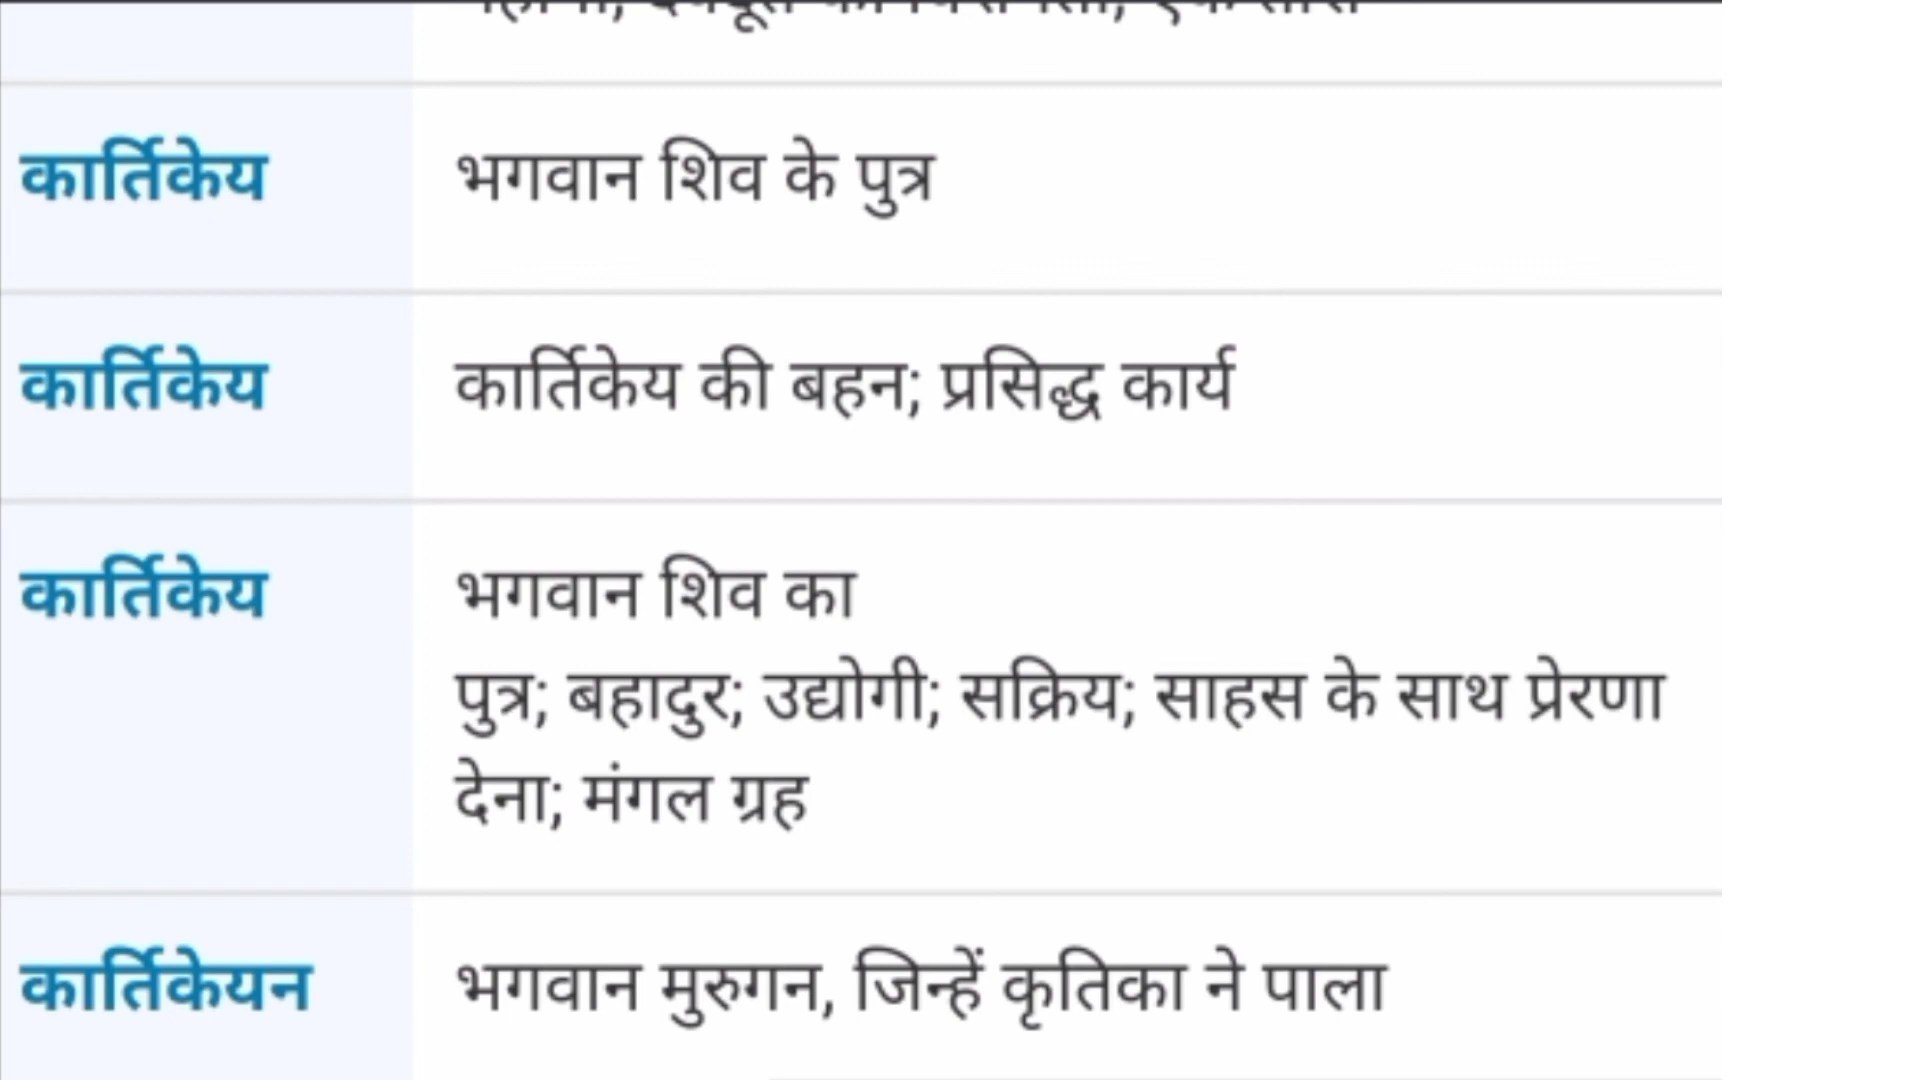 कार्तिकेय भगवान शिव के पुत्र
कार्तिकेय कार्तिकेय की बहन; प्रसिद्ध कार्य
कार्तिकेय भगवान शिव का
पुत्र; बहादुर; उद्योगी; सक्रिय; साहस के साथ प्रेरणा
देना; मंगल ग्रह
कार्तिकेयन भगवान मुरुगन, जिन्हें कृतिका ने पाला